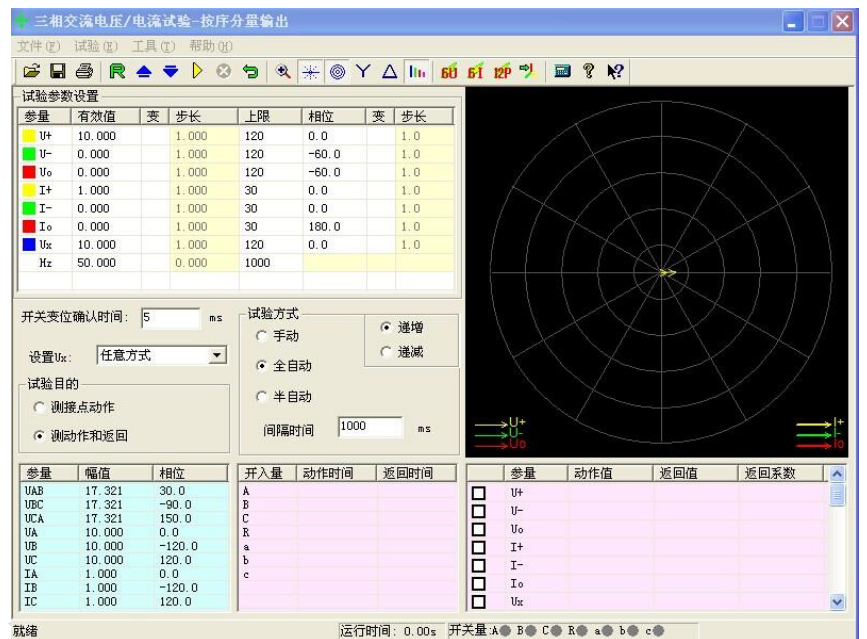 三相交流电压/电流试验-按序分量输出
文件(F) 试验(E) 工具(T) 帮助(H)
R 6U 6I 12P
试验参数设置
参量 有效值 变 步长 上限 相位 变 步长
U+ 10.000 1.000 120 0.0 1.0
U- 0.000 1.000 120 -60.0 1.0
Uo 0.000 1.000 120 -60.0 1.0
I+ 1.000 1.000 30 0.0 1.0
I- 0.000 1.000 30 0.0 1.0
Io 0.000 1.000 30 180.0 1.0
Ux 10.000 1.000 120 0.0 1.0
Hz 50.000 0.000 1000
开关变位确认时间: 5 ms
设置Ux: 任意方式
试验目的
测接点动作
测动作和返回
试验方式
手动
全自动
半自动
间隔时间 1000 ms
递增
递减
U+
U-
Uo
I+
I-
Io
参量 幅值 相位
UAB 17.321 30.0
UBC 17.321 -90.0
UCA 17.321 150.0
UA 10.000 0.0
UB 10.000 -120.0
UC 10.000 120.0
IA 1.000 0.0
IB 1.000 -120.0
IC 1.000 120.0
开入量 动作时间 返回时间
A
B
C
R
a
b
c
参量 动作值 返回值 返回系数
U+
U-
Uo
I+
I-
Io
Ux
就绪 运行时间: 0.00s 开关量:A B C R a b c